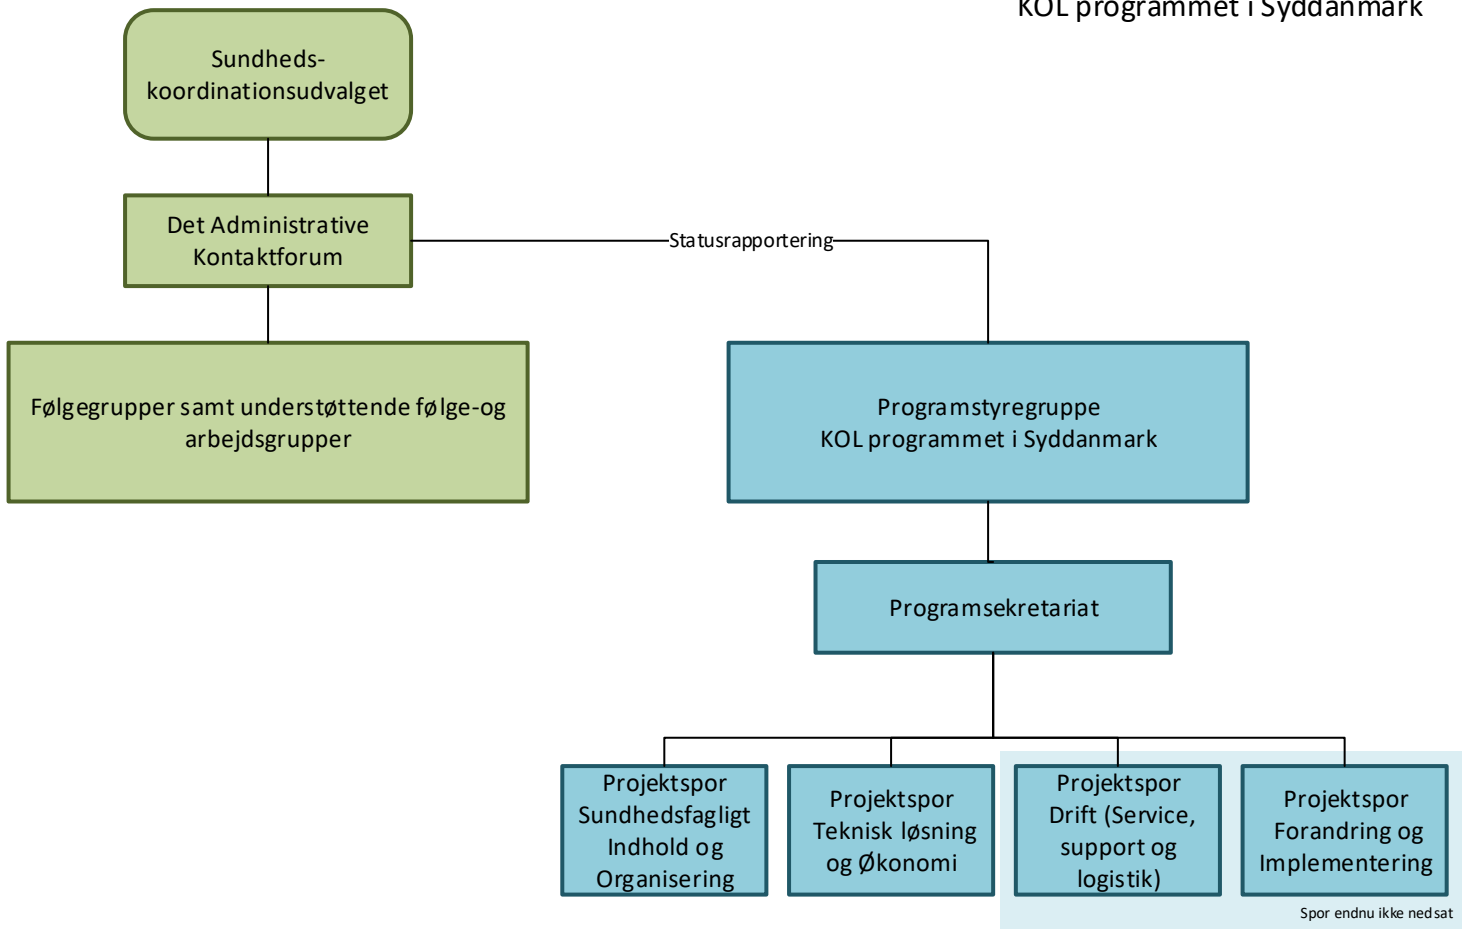 KOL programmet i Syddanmark
Sundheds-
koordinationsudvalget
Det Administrative
Kontaktforum
Statusrapportering
Følgegrupper samt understøttende følge-og
arbejdsgrupper
Programstyregruppe
KOL programmet i Syddanmark
Programsekretariat
Projektspor
Sundhedsfagligt
Indhold og
Organisering
Projektspor
Teknisk løsning
og Økonomi
Projektspor
Drift (Service,
support og
logistik)
Projektspor
Forandring og
Implementering
Spor endnu ikke nedsat